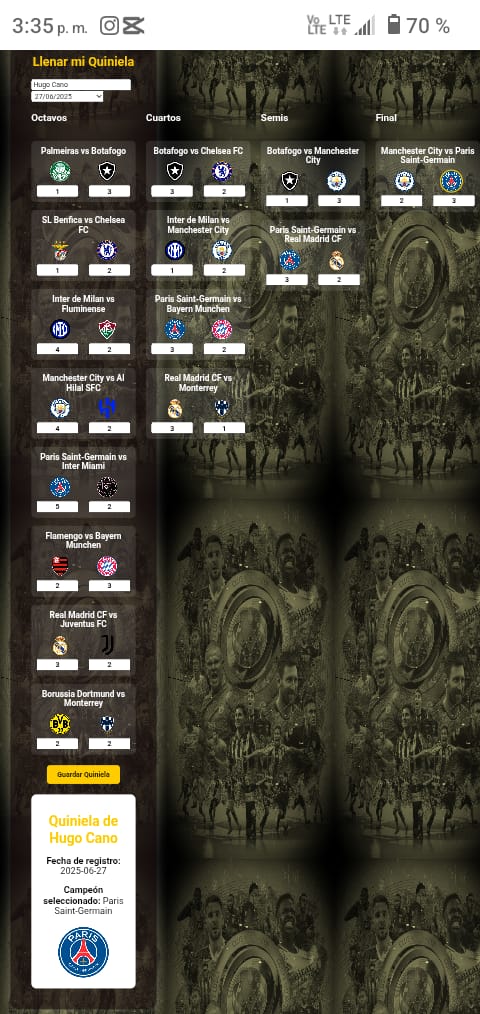 3:35 p. m.
Vo LTE LTE
70 %
Llenar mi Quiniela
Hugo Cano
27/06/2025
Octavos
Cuartos
Semis
Final
Palmeiras vs Botafogo
1 3
SL Benfica vs Chelsea
FC
1 2
Inter de Milan vs
Fluminense
4 2
Manchester City vs Al
Hilal SFC
4 2
Paris Saint-Germain vs
Inter Miami
5 2
Flamengo vs Bayern
Munchen
2 3
Real Madrid CF vs
Juventus FC
3 2
Borussia Dortmund vs
Monterrey
2 2
Botafogo vs Chelsea FC
3 2
Inter de Milan vs
Manchester City
1 2
Paris Saint-Germain vs
Bayern Munchen
3 2
Real Madrid CF vs
Monterrey
3 1
Botafogo vs Manchester
City
1 3
Paris Saint-Germain vs
Real Madrid CF
3 2
Manchester City vs Paris
Saint-Germain
2 3
Guardar Quiniela
Quiniela de
Hugo Cano
Fecha de registro:
2025-06-27
Campeón
seleccionado: Paris
Saint-Germain
PARIS